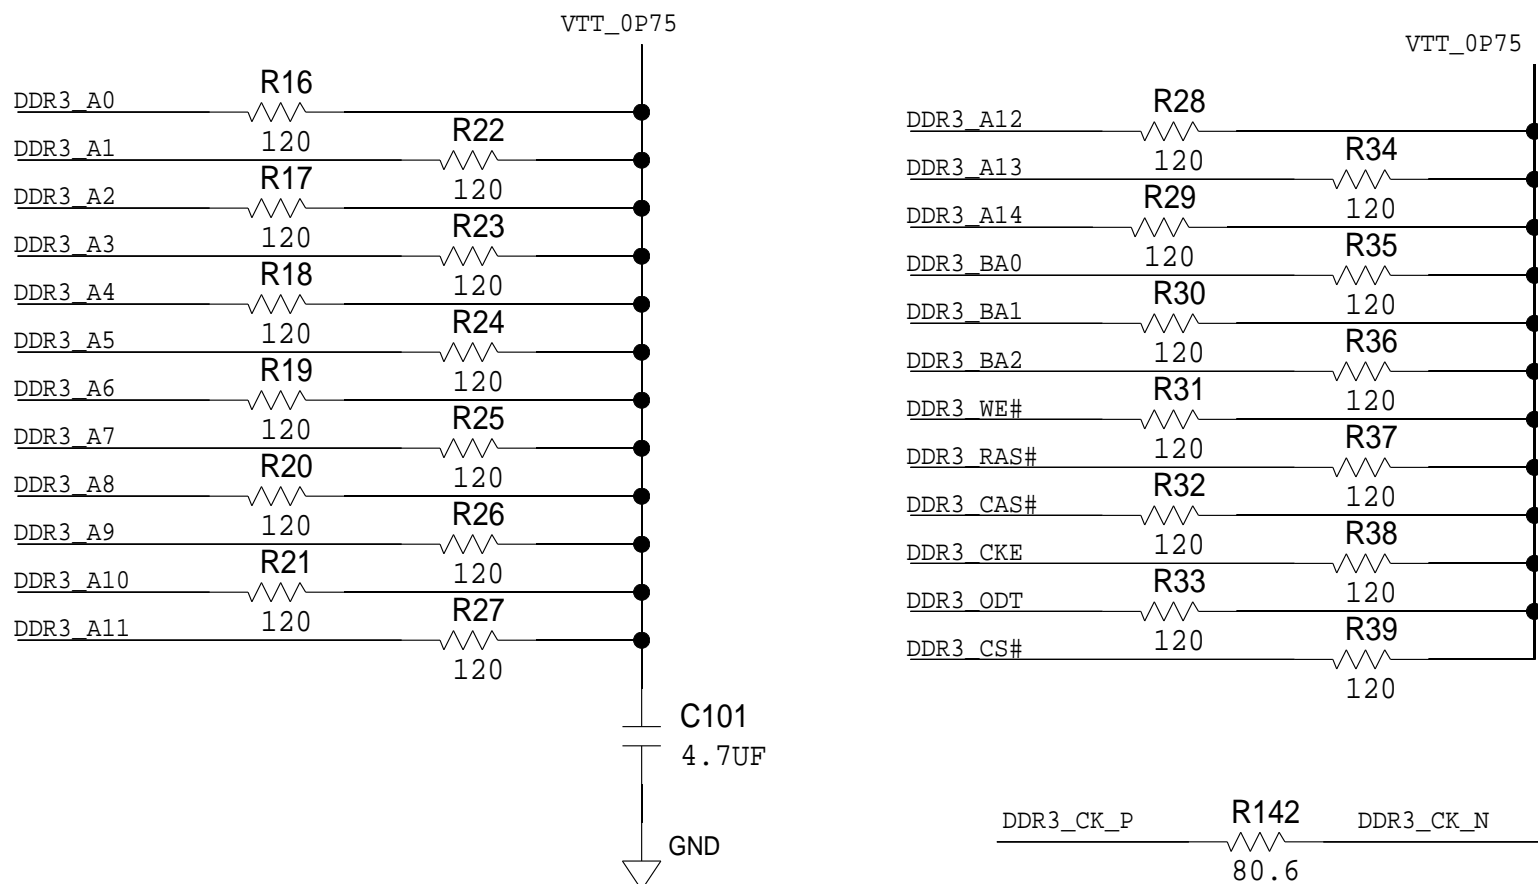 VTT_0P75
DDR3_A0
R16
120
DDR3_A1
R22
120
DDR3_A2
R17
120
DDR3_A3
R23
120
DDR3_A4
R18
120
DDR3_A5
R24
120
DDR3_A6
R19
120
DDR3_A7
R25
120
DDR3_A8
R20
120
DDR3_A9
R26
120
DDR3_A10
R21
120
DDR3_A11
R27
120
C101
4.7UF
GND
VTT_0P75
DDR3_A12
R28
120
DDR3_A13
R34
120
DDR3_A14
R29
120
DDR3_BA0
R35
120
DDR3_BA1
R30
120
DDR3_BA2
R36
120
DDR3_WE#
R31
120
DDR3_RAS#
R37
120
DDR3_CAS#
R32
120
DDR3_CKE
R38
120
DDR3_ODT
R33
120
DDR3_CS#
R39
120
DDR3_CK_P
R142
80.6
DDR3_CK_N